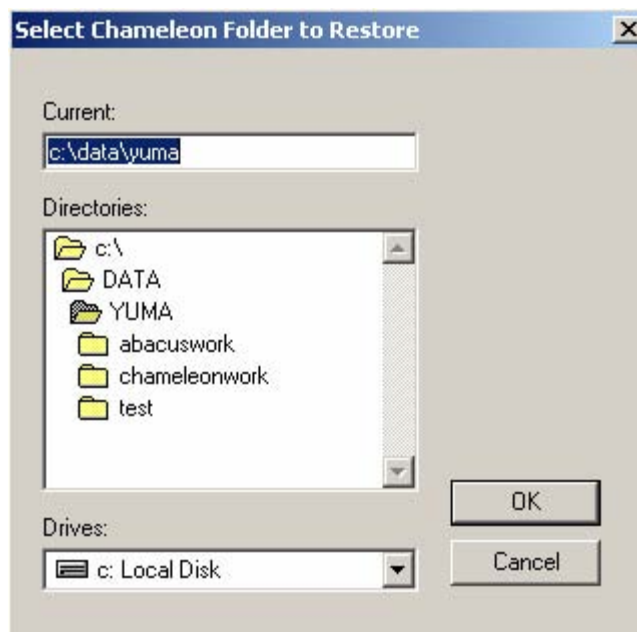 Select Chameleon Folder to Restore
Current:
c:\data\yuma
Directories:
c:\
DATA
YUMA
abacuswork
chameleonwork
test
OK
Drives:
c: Local Disk
Cancel